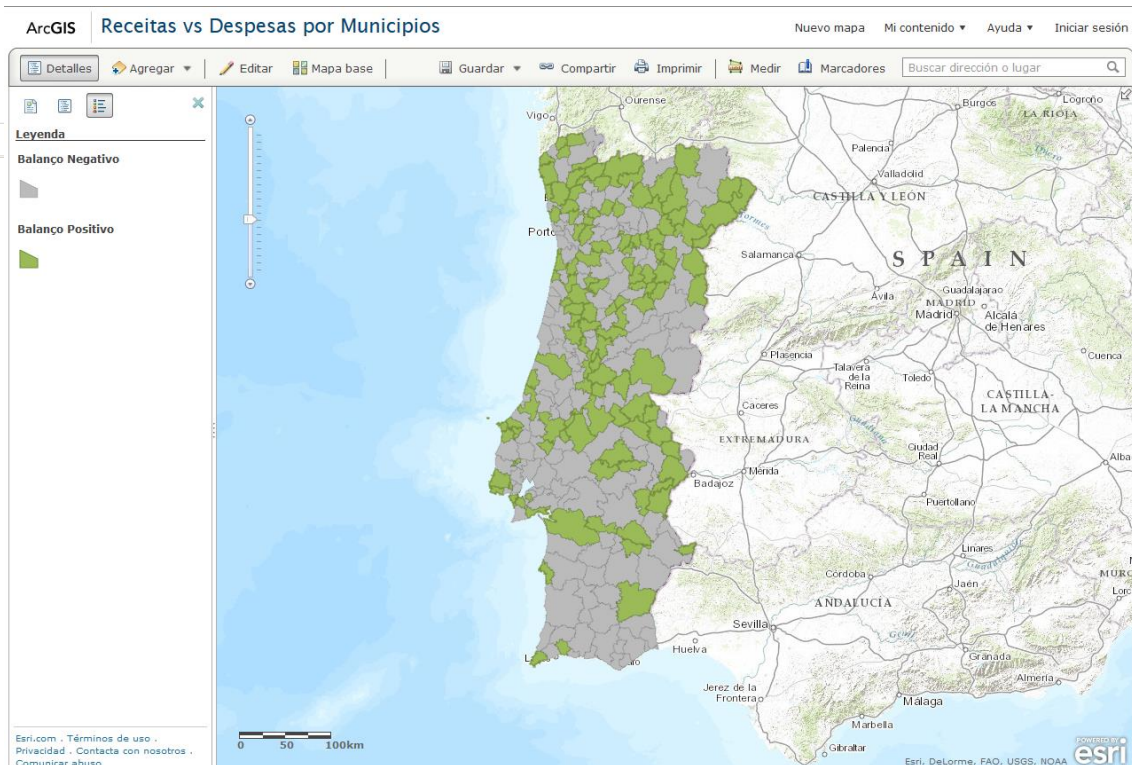 ArcGIS
Receitas vs Despesas por Municipios
Nuevo mapa
Mi contenido
Ayuda
Iniciar sesión
Detalles
Agregar
Editar
Mapa base
Guardar
Compartir
Imprimir
Medir
Marcadores
Buscar dirección o lugar
Leyenda
Balanço Negativo
Balanço Positivo
Ourense
Vigo
Burgos
Logroño
LA RIOJA
Palencia
Valladolid
CASTILLA Y LEÓN
Porto
Salamanca
SPAIN
Ávila
Guadalajarao
MADRID
Madrid
Alcalá
de Henares
Plasencia
Talavera
de la
Reina
Toledo
Cuenca
CASTILLA-
LA MANCHA
Caceres
EXTREMADURA
Ciudad
Real
Badajoz
Mérida
Puertollano
Linares
Córdoba
Jaén
ANDALUCÍA
Sevilla
Huelva
Granada
Almería
Jerez de la
Frontera
Málaga
Marbella
Gibraltar
0 50 100km
Esri.com . Términos de uso .
Privacidad . Contacta con nosotros .
Comunicar abuso
Esri, DeLorme, FAO, USGS, NOAA
POWERED BY
esri